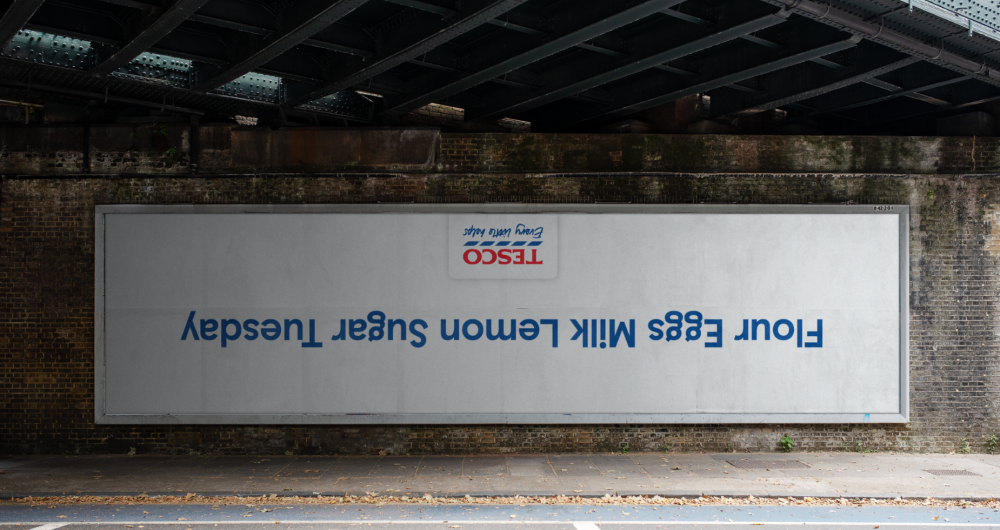 Flour Eggs Milk Lemon Sugar Tuesday
TESCO
Every little helps